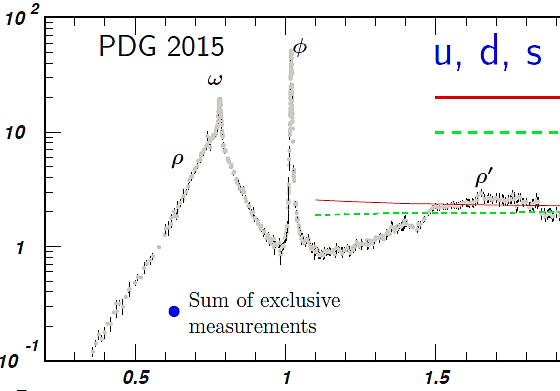 10 2
PDG 2015
u, d, s
ϕ
ω
10
ρ
ρ′
1
Sum of exclusive
measurements
10 -1
0.5 1 1.5